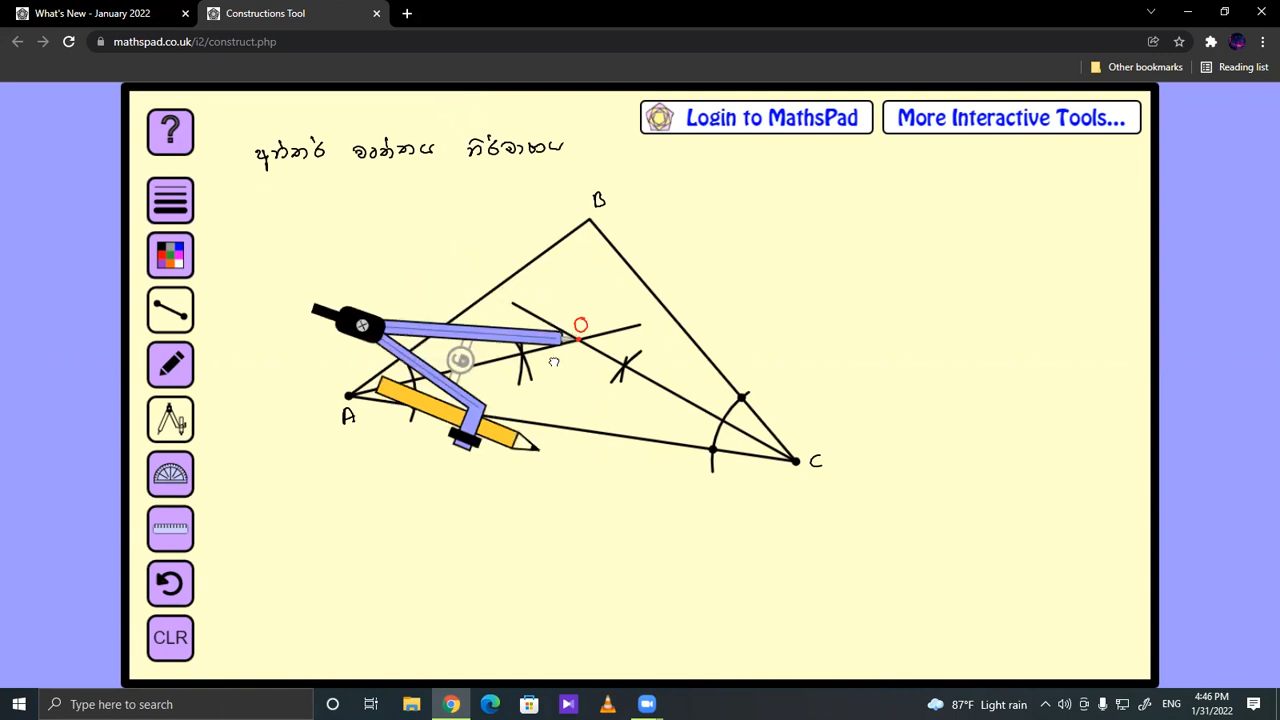 What's New - January 2022
Constructions Tool
mathspad.co.uk/i2/construct.php
Other bookmarks
Reading list
?
Login to MathsPad
More Interactive Tools...
අන්තර් වෘත්තය නිර්මාණය
B
O
A
C
CLR
Type here to search
87°F Light rain
ENG
4:46 PM
1/31/2022